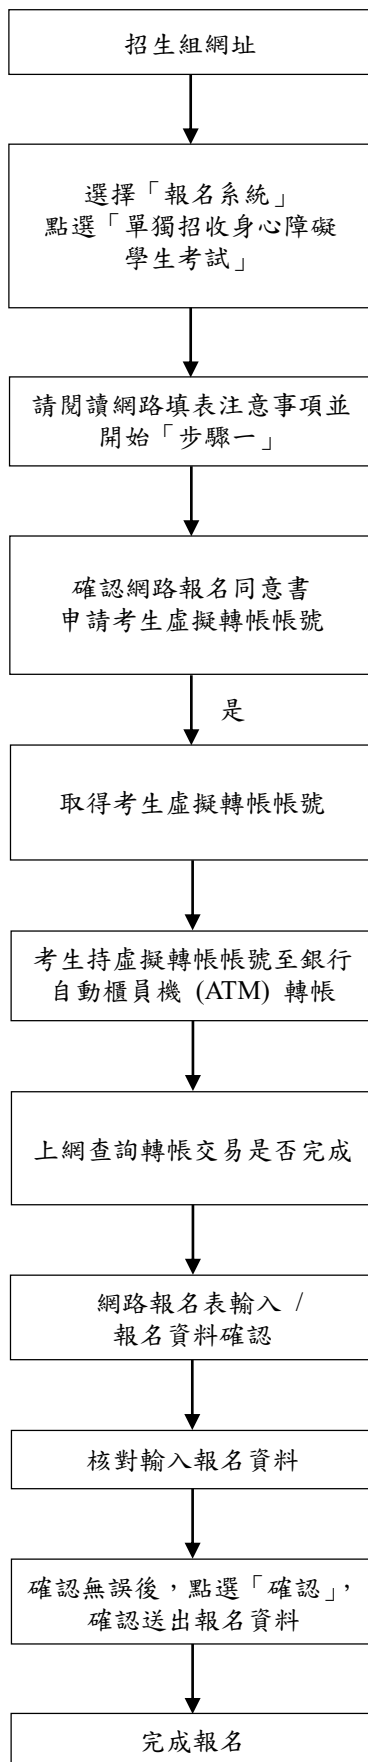 招生組網址
選擇「報名系統」
點選「單獨招收身心障礙
學生考試」
請閱讀網路填表注意事項並
開始「步驟一」
確認網路報名同意書
申請考生虛擬轉帳帳號
是
取得考生虛擬轉帳帳號
考生持虛擬轉帳帳號至銀行
自動櫃員機 (ATM) 轉帳
上網查詢轉帳交易是否完成
網路報名表輸入 /
報名資料確認
核對輸入報名資料
確認無誤後，點選「確認」，
確認送出報名資料
完成報名